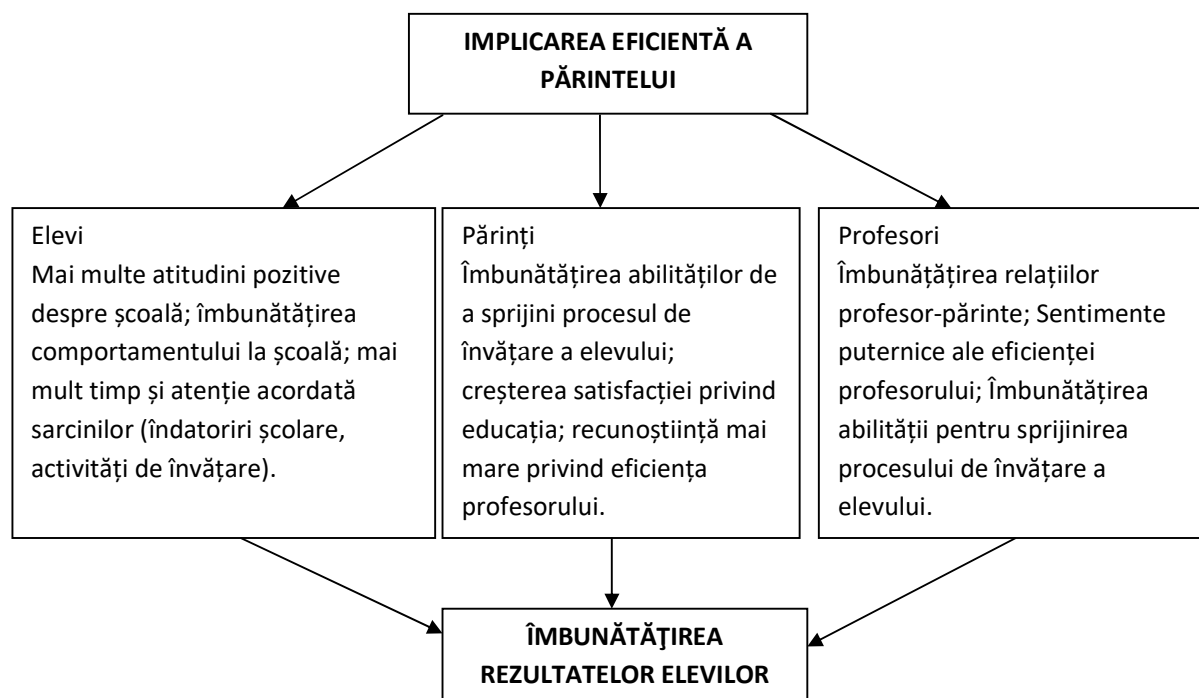 IMPLICAREA EFICIENTĂ A
PĂRINTELUI
Elevi
Mai multe atitudini pozitive
despre școală; îmbunătățirea
comportamentului la școală; mai
mult timp și atenție acordată
sarcinilor (îndatoriri școlare,
activități de învățare).
Părinți
Îmbunătățirea abilităților de
a sprijini procesul de
învățare a elevului;
creșterea satisfacției privind
educația; recunoștiință mai
mare privind eficiența
profesorului.
Profesori
Îmbunățățirea relațiilor
profesor-părinte; Sentimente
puternice ale eficienței
profesorului; Îmbunătățirea
abilității pentru sprijinirea
procesului de învățare a
elevului.
ÎMBUNĂTĂŢIREA
REZULTATELOR ELEVILOR